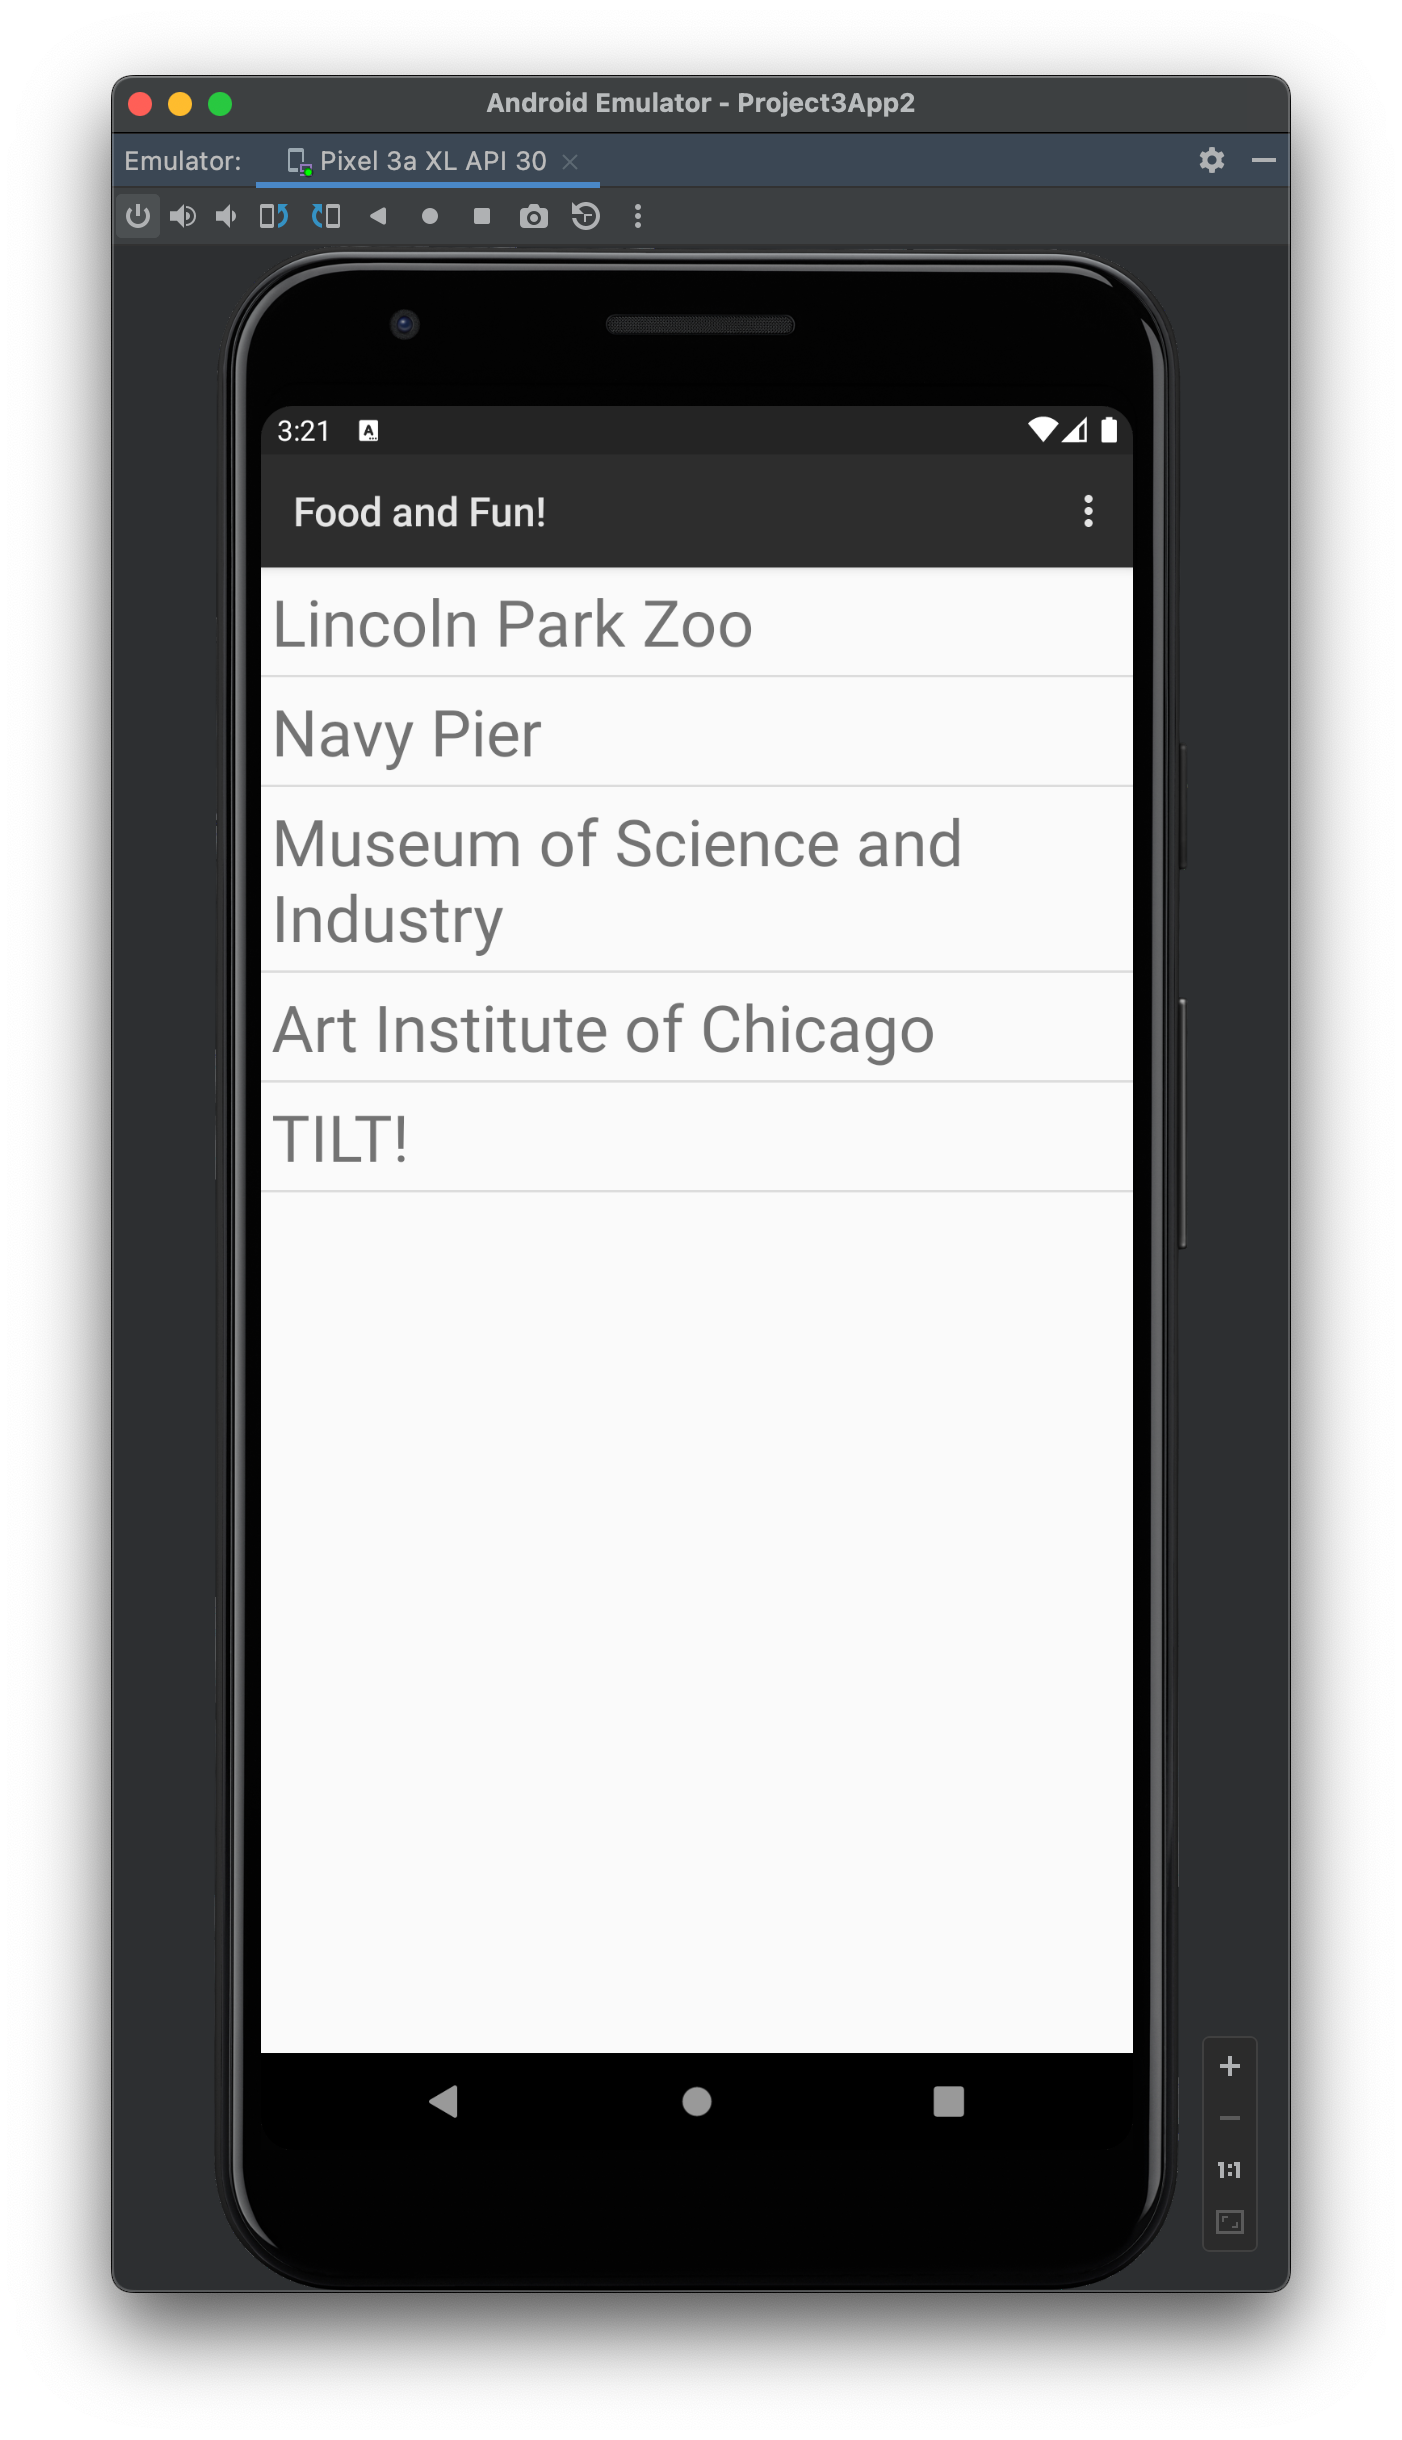 Android Emulator - Project3App2
Emulator: Pixel 3a XL API 30
3:21 A
Food and Fun!
Lincoln Park Zoo
Navy Pier
Museum of Science and
Industry
Art Institute of Chicago
TILT!
1:1